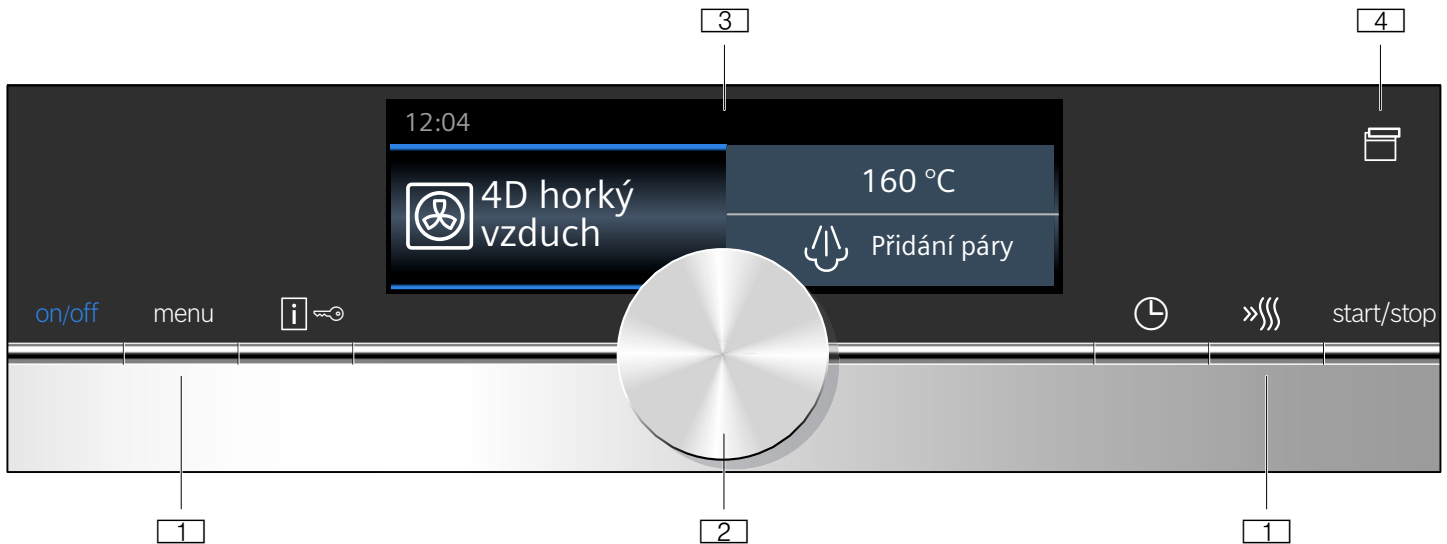 3
4
12:04
4D horký
vzduch
160 °C
Přidání páry
on/off
menu
i
start/stop
1
2
1